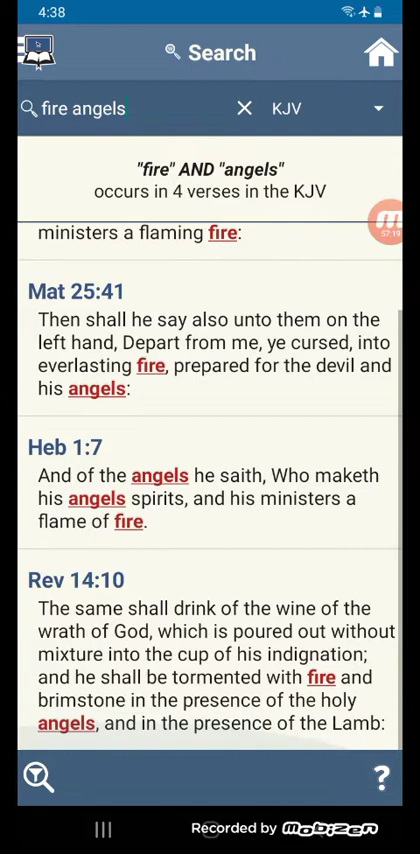 4:38
Search
fire angels
KJV
"fire" AND "angels"
occurs in 4 verses in the KJV
57:19
ministers a flaming fire:
Mat 25:41
Then shall he say also unto them on the
left hand, Depart from me, ye cursed, into
everlasting fire, prepared for the devil and
his angels:
Heb 1:7
And of the angels he saith, Who maketh
his angels spirits, and his ministers a
flame of fire.
Rev 14:10
The same shall drink of the wine of the
wrath of God, which is poured out without
mixture into the cup of his indignation;
and he shall be tormented with fire and
brimstone in the presence of the holy
angels, and in the presence of the Lamb:
?
Recorded by mobizen